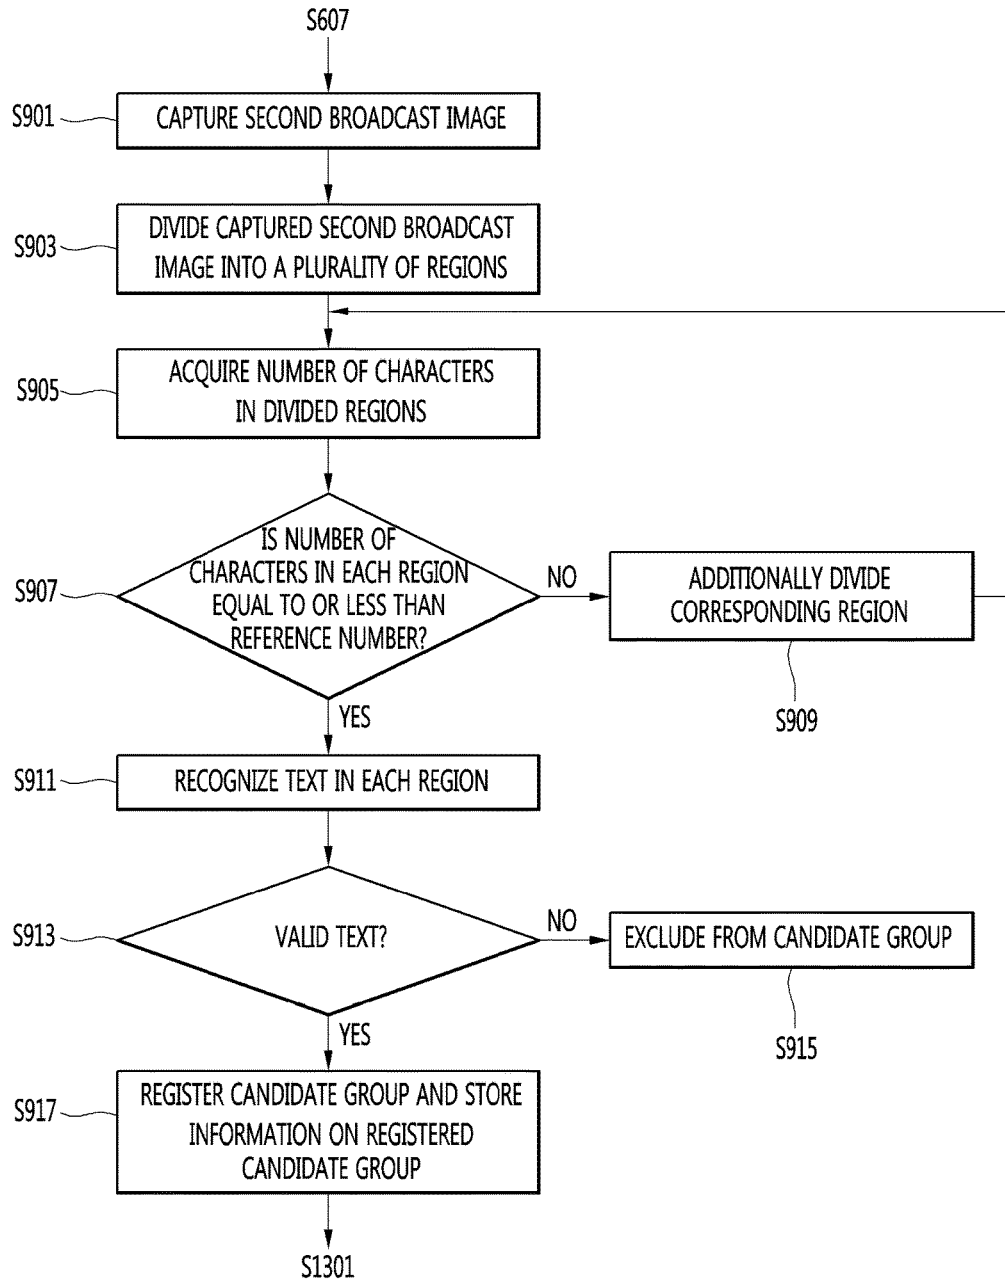 S607
S901
CAPTURE SECOND BROADCAST IMAGE
S903
DIVIDE CAPTURED SECOND BROADCAST
IMAGE INTO A PLURALITY OF REGIONS
S905
ACQUIRE NUMBER OF CHARACTERS
IN DIVIDED REGIONS
S907
IS NUMBER OF
CHARACTERS IN EACH REGION
EQUAL TO OR LESS THAN
REFERENCE NUMBER?
NO
ADDITIONALLY DIVIDE
CORRESPONDING REGION
S909
YES
S911
RECOGNIZE TEXT IN EACH REGION
S913
VALID TEXT?
NO
EXCLUDE FROM CANDIDATE GROUP
S915
YES
S917
REGISTER CANDIDATE GROUP AND STORE
INFORMATION ON REGISTERED
CANDIDATE GROUP
S1301